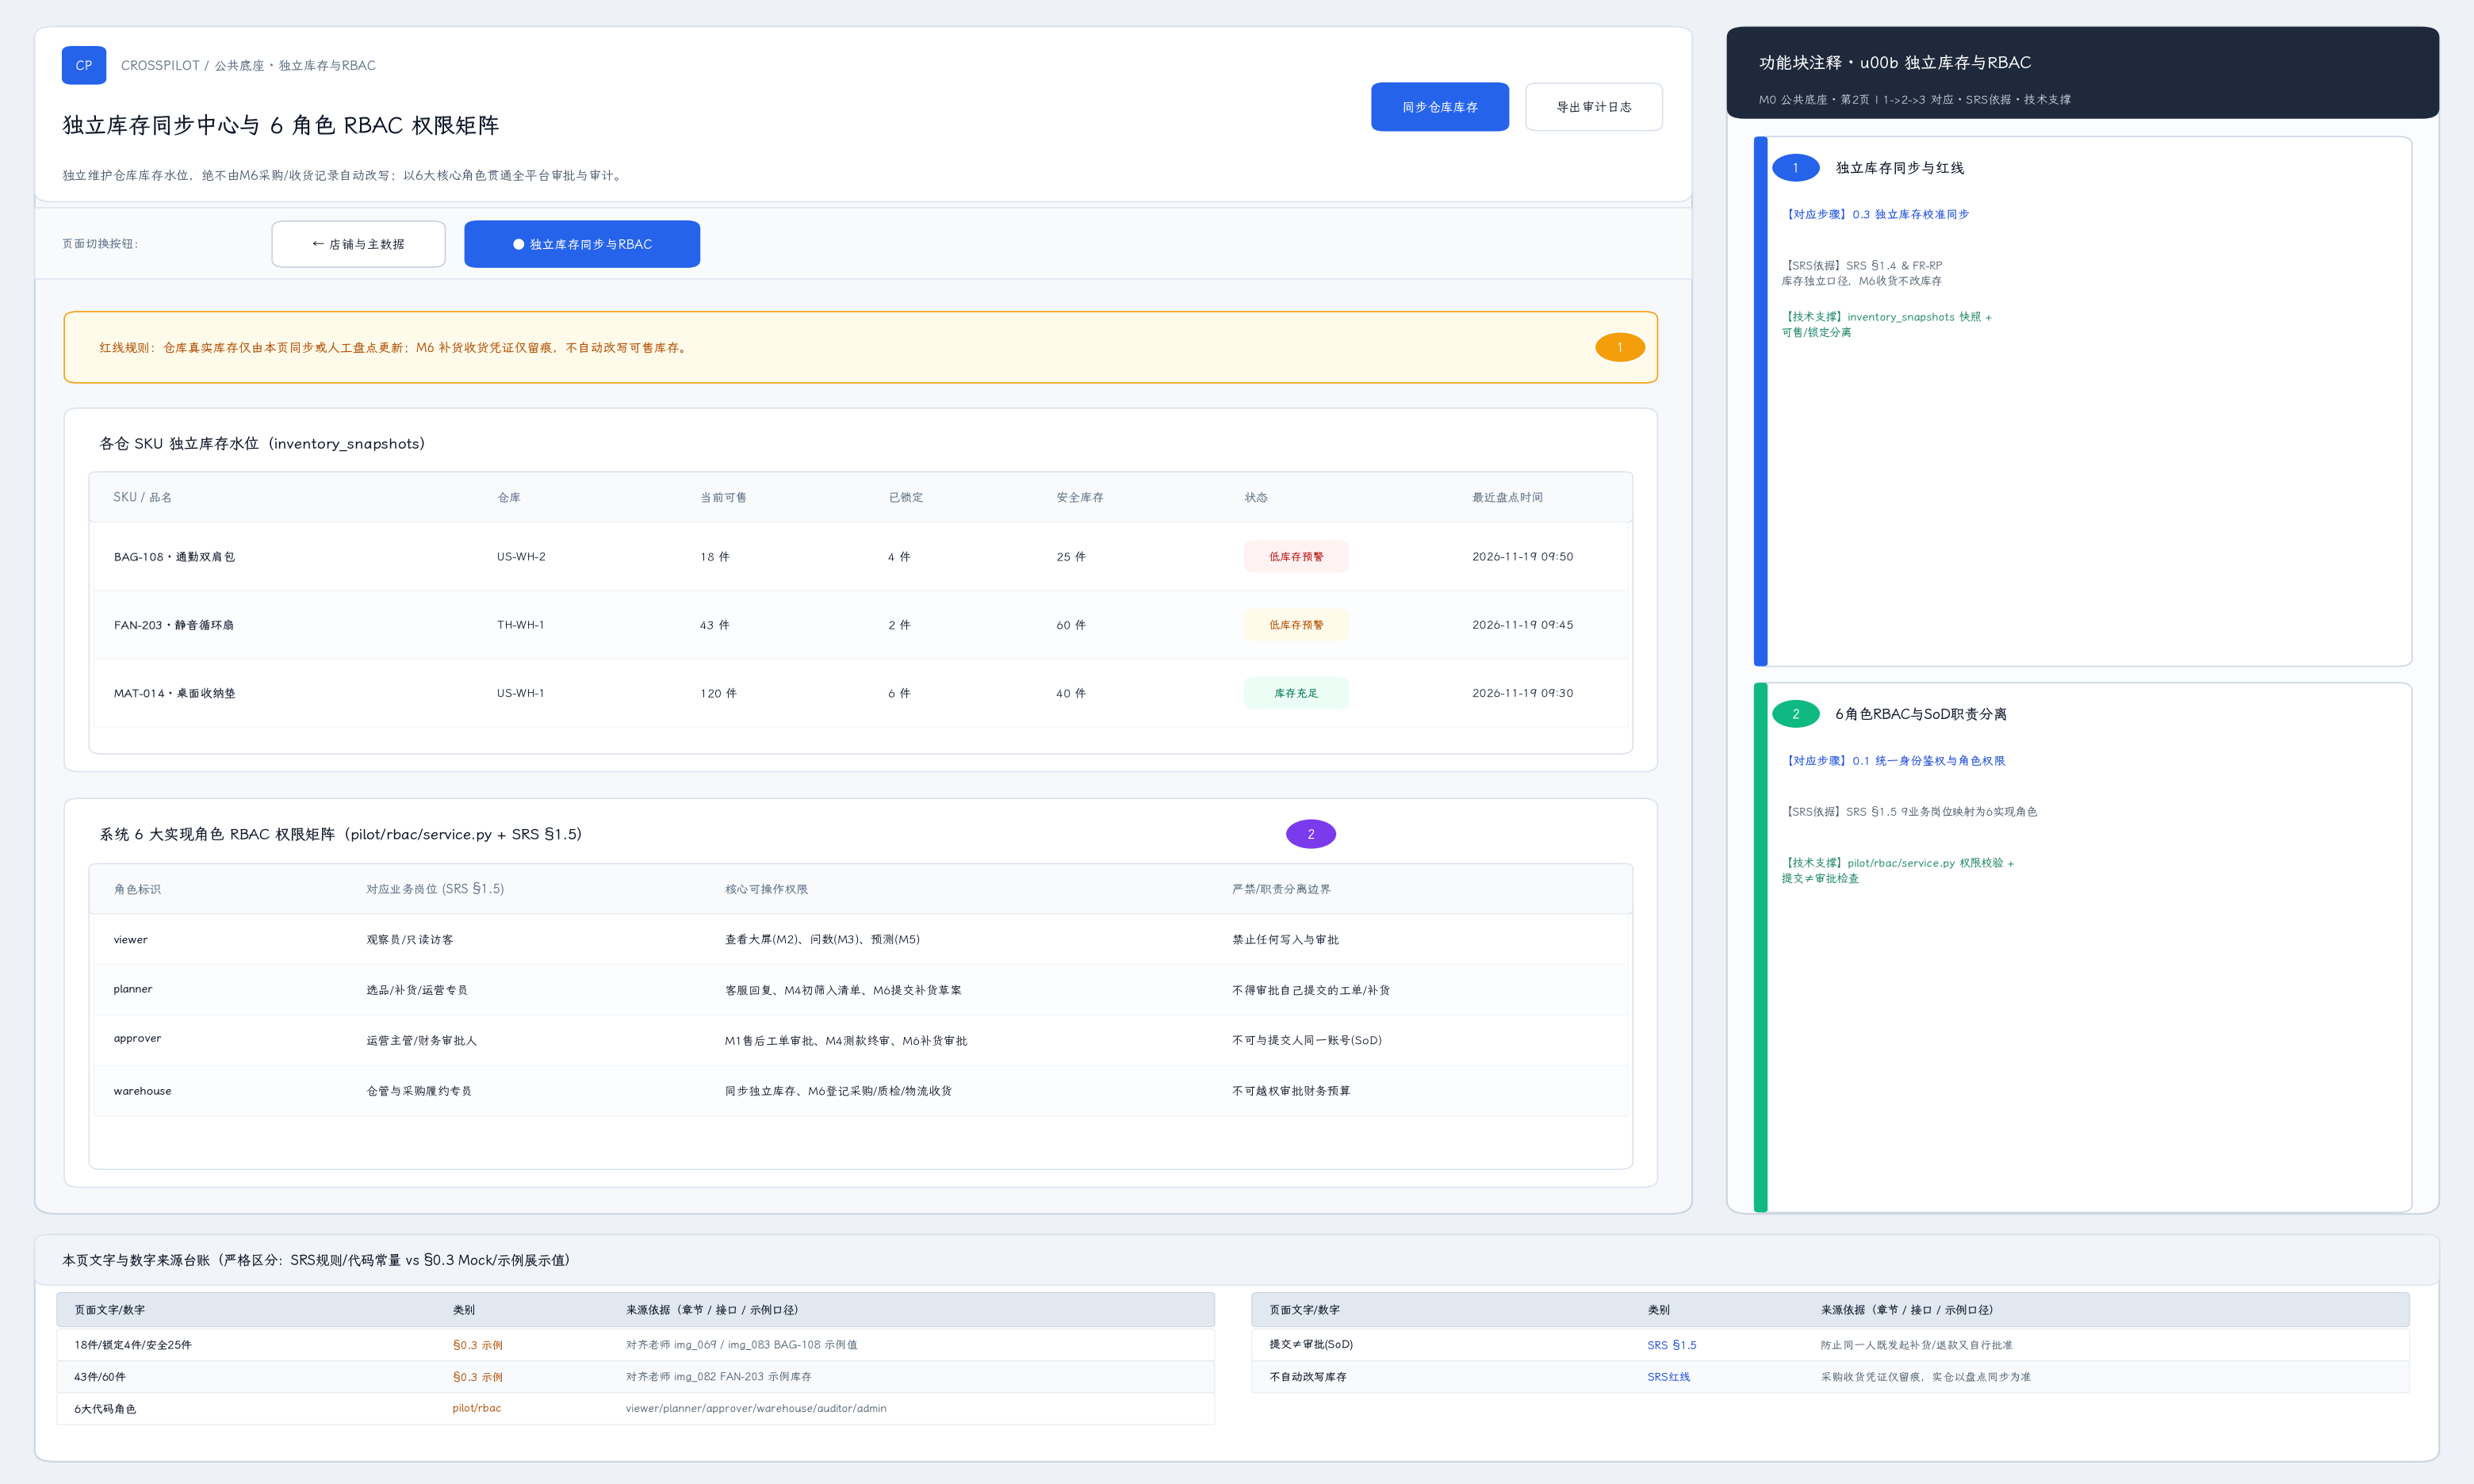 CP
CROSSPILOT / 公共底座・独立库存与RBAC
独立库存同步中心与 6 角色 RBAC 权限矩阵
独立维护仓库库存水位，绝不由M6采购/收货记录自动改写；以6大核心角色贯通全平台审批与审计。
同步仓库库存
导出审计日志
页面切换按钮：
← 店铺与主数据
● 独立库存同步与RBAC
红线规则：仓库真实库存仅由本页同步或人工盘点更新；M6 补货收货凭证仅留痕，不自动改写可售库存。
1
各仓 SKU 独立库存水位（inventory_snapshots）
SKU / 品名 仓库 当前可售 已锁定 安全库存 状态 最近盘点时间
BAG-108・通勤双肩包 US-WH-2 18 件 4 件 25 件 低库存预警 2026-11-19 09:50
FAN-203・静音循环扇 TH-WH-1 43 件 2 件 60 件 低库存预警 2026-11-19 09:45
MAT-014・桌面收纳垫 US-WH-1 120 件 6 件 40 件 库存充足 2026-11-19 09:30
系统 6 大实现角色 RBAC 权限矩阵（pilot/rbac/service.py + SRS §1.5）
2
角色标识 对应业务岗位 (SRS §1.5) 核心可操作权限 严禁/职责分离边界
viewer 观察员/只读访客 查看大屏(M2)、问数(M3)、预测(M5) 禁止任何写入与审批
planner 选品/补货/运营专员 客服回复、M4初筛入清单、M6提交补货草案 不得审批自己提交的工单/补货
approver 运营主管/财务审批人 M1售后工单审批、M4测款终审、M6补货审批 不可与提交人同一账号(SoD)
warehouse 仓管与采购履约专员 同步独立库存、M6登记采购/质检/物流收货 不可越权审批财务预算
功能块注释・u00b 独立库存与RBAC
M0 公共底座・第2页 | 1->2->3 对应・SRS依据・技术支撑
1
独立库存同步与红线
【对应步骤】0.3 独立库存校准同步
【SRS依据】SRS §1.4 & FR-RP
库存独立口径，M6收货不改库存
【技术支撑】inventory_snapshots 快照 +
可售/锁定分离
2
6角色RBAC与SoD职责分离
【对应步骤】0.1 统一身份鉴权与角色权限
【SRS依据】SRS §1.5 9业务岗位映射为6实现角色
【技术支撑】pilot/rbac/service.py 权限校验 +
提交≠审批检查
本页文字与数字来源台账（严格区分：SRS规则/代码常量 vs §0.3 Mock/示例展示值）
页面文字/数字 类别 来源依据（章节 / 接口 / 示例口径）
18件/锁定4件/安全25件 §0.3 示例 对齐老师 img_069 / img_083 BAG-108 示例值
43件/60件 §0.3 示例 对齐老师 img_082 FAN-203 示例库存
6大代码角色 pilot/rbac viewer/planner/approver/warehouse/auditor/admin
页面文字/数字 类别 来源依据（章节 / 接口 / 示例口径）
提交≠审批(SoD) SRS §1.5 防止同一人既发起补货/退款又自行批准
不自动改写库存 SRS红线 采购收货凭证仅留痕，实仓以盘点同步为准